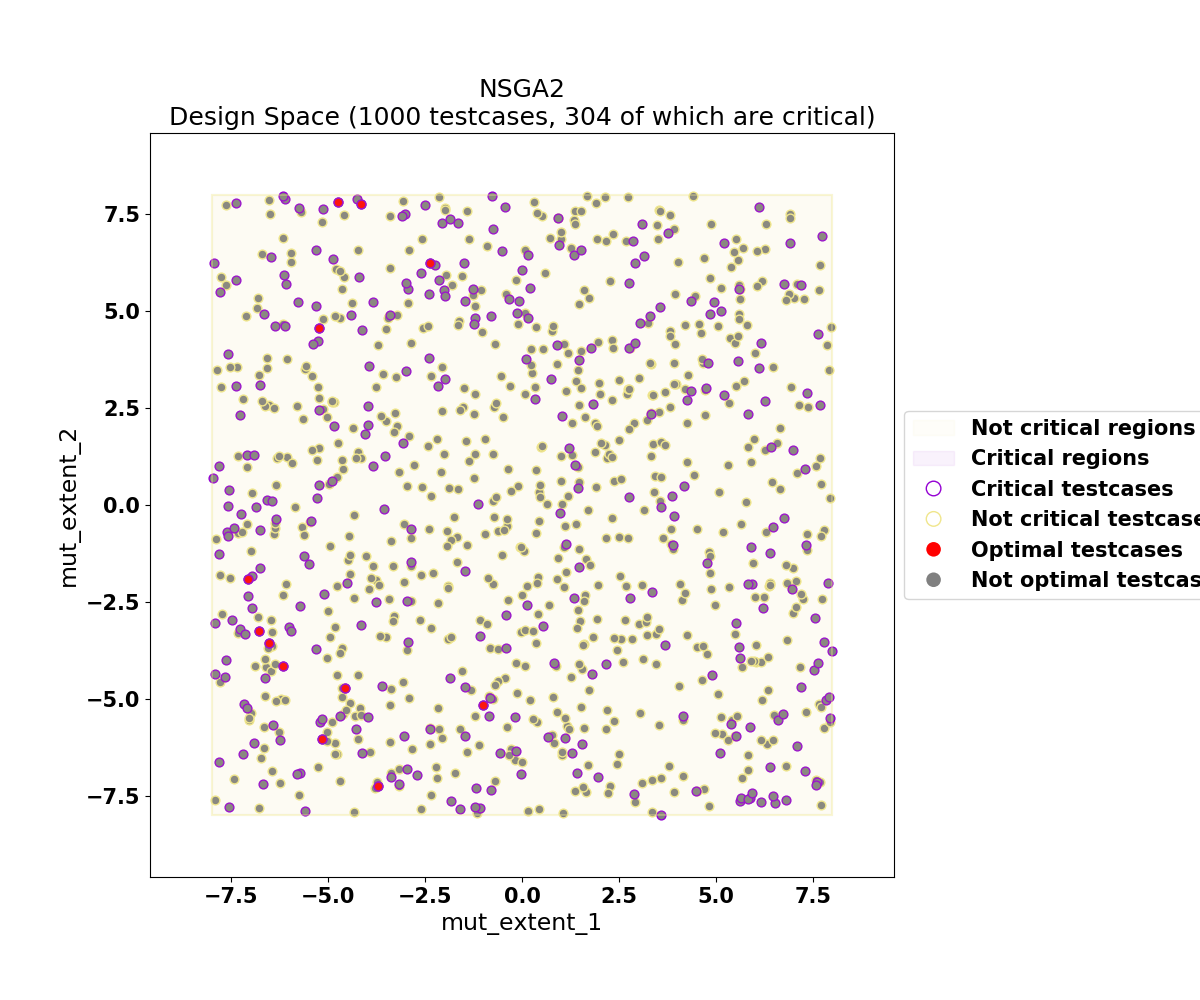 NSGA2
Design Space (1000 testcases, 304 of which are critical)
7.5
5.0
2.5
0.0
−2.5
−5.0
−7.5
mut_extent_2
−7.5 −5.0 −2.5 0.0 2.5 5.0 7.5
mut_extent_1
Not critical regions
Critical regions
Critical testcases
Not critical testcase
Optimal testcases
Not optimal testcas